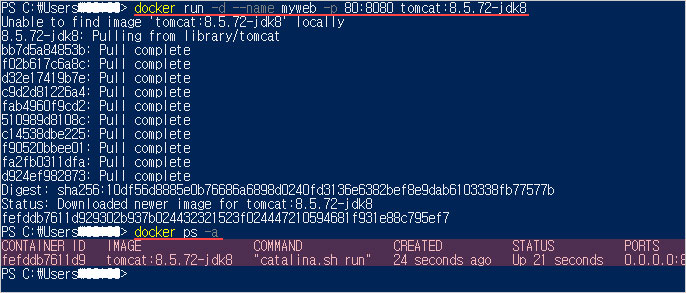 PS C:₩Users> docker run -d --name myweb -p 80:8080 tomcat:8.5.72-jdk8
Unable to find image 'tomcat:8.5.72-jdk8' locally
8.5.72-jdk8: Pulling from library/tomcat
bb7d5a84853b: Pull complete
f02b617c6a8c: Pull complete
d32e17419b7e: Pull complete
c9d2d81226a4: Pull complete
fab4960f9cd2: Pull complete
510989d8108c: Pull complete
c14538dbe225: Pull complete
f90520bbee01: Pull complete
fa2fb0311dfa: Pull complete
d924ef982873: Pull complete
Digest: sha256:10df56d8885e0b76686a6898d0240fd3136e6382bef8e9dab6103338fb77577b
Status: Downloaded newer image for tomcat:8.5.72-jdk8
fefddb7611d929302b937b024432321523f024447210594681f931e88c795ef7
PS C:₩Users> docker ps -a
CONTAINER ID IMAGE COMMAND CREATED STATUS PORTS
fefddb7611d9 tomcat:8.5.72-jdk8 "catalina.sh run" 24 seconds ago Up 21 seconds 0.0.0.0:8
PS C:₩Users>